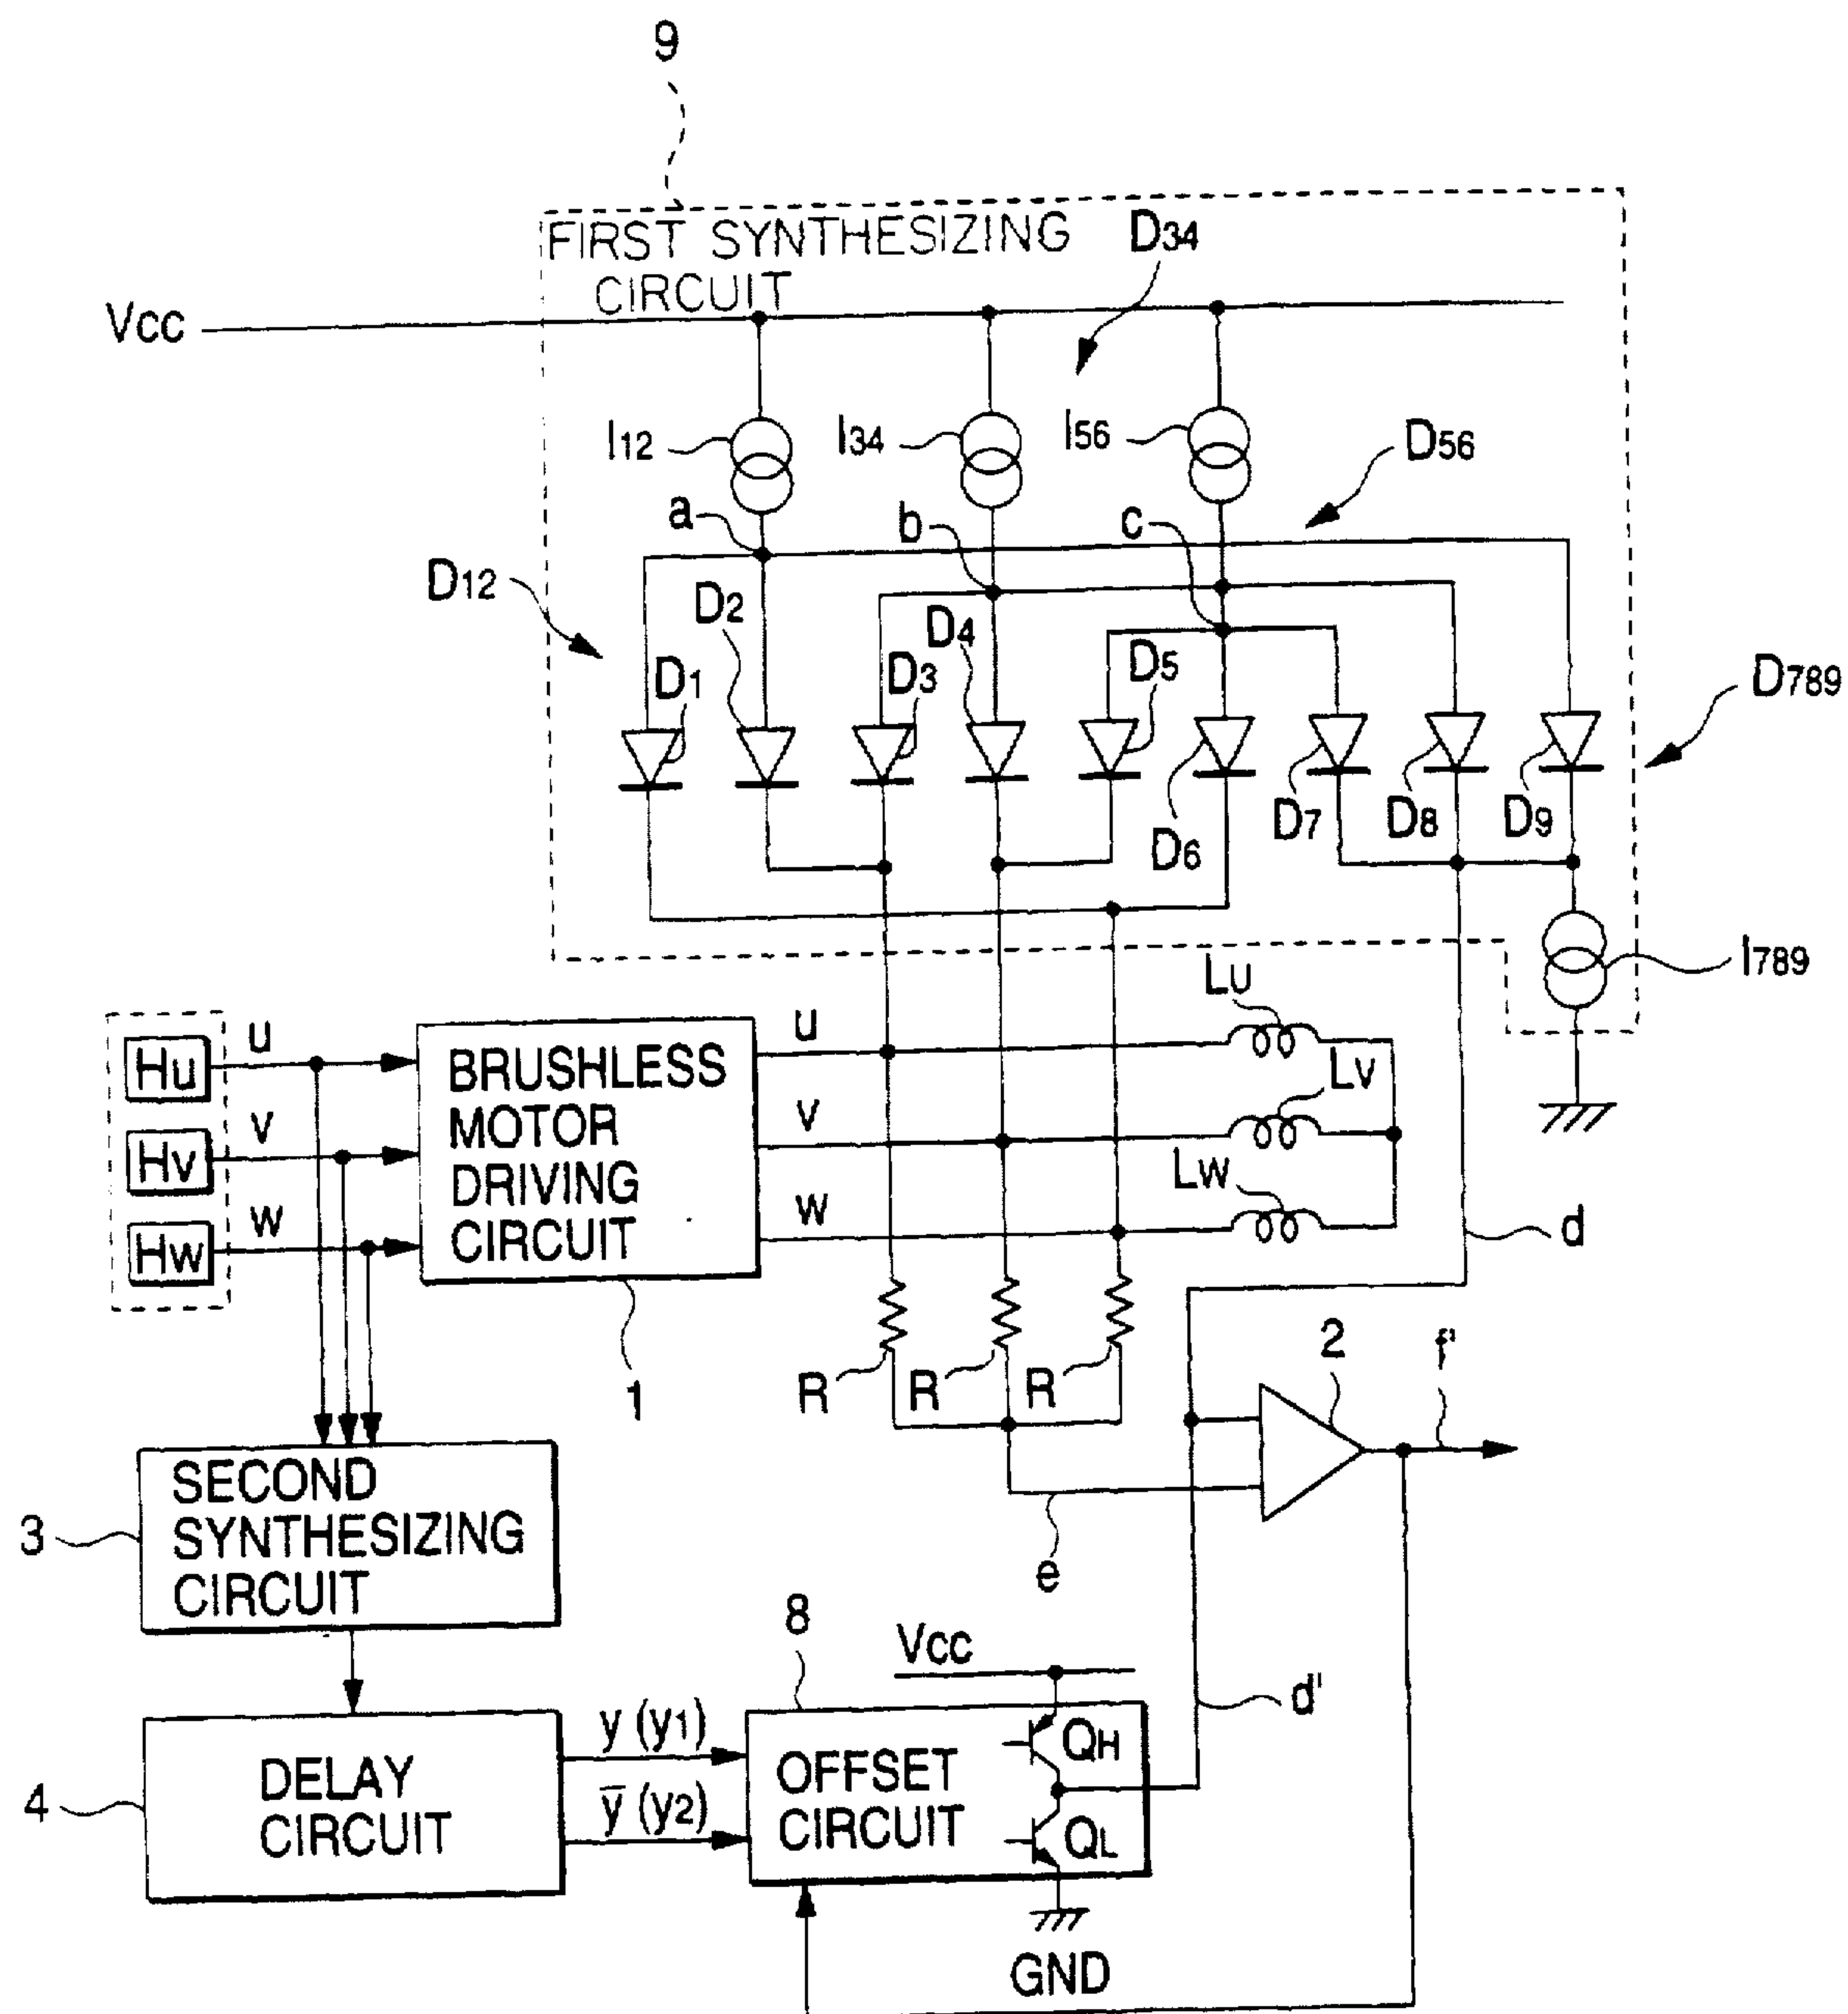 9
FIRST SYNTHESIZING
CIRCUIT
D34
Vcc
I12
I34
I56
D56
a
b
c
D12
D2
D4
D1
D3
D5
D789
D6
D7
D8
D9
I789
Lu
Hu
u
BRUSHLESS
MOTOR
DRIVING
CIRCUIT
u
Lv
Hv
v
v
Lw
Hw
w
w
d
1
R
R
R
2
f'
SECOND
SYNTHESIZING
CIRCUIT
3
e
8
Vcc
d'
DELAY
CIRCUIT
4
y (y1)
y̅ (y2)
OFFSET
CIRCUIT
QH
QL
GND